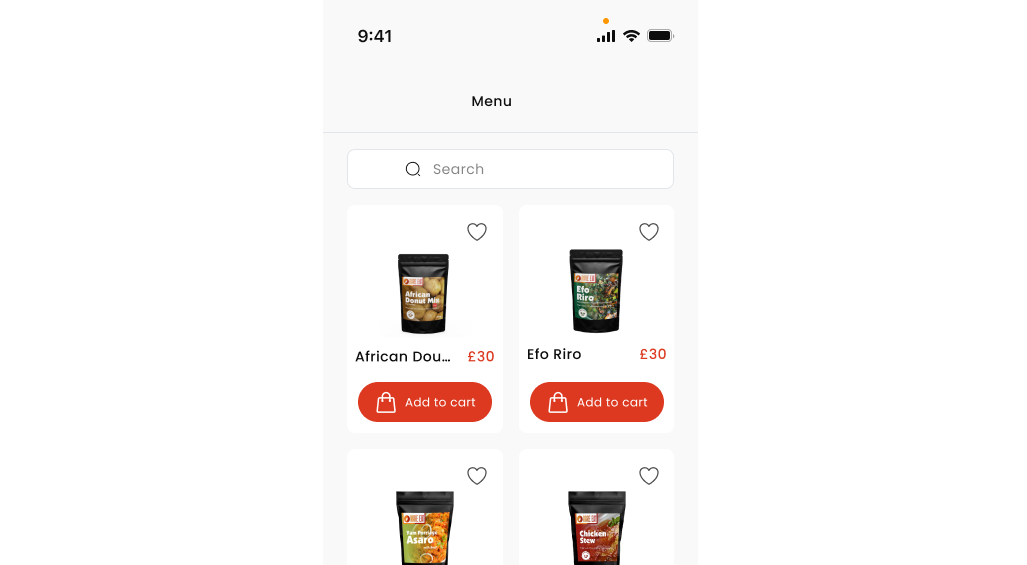 9:41
Menu
Search
African
Donut Mix
Efo
Riro
African Dou...
£30
Efo Riro
£30
Add to cart
Add to cart
Yam Porridge
Asaro
Chicken
Stew